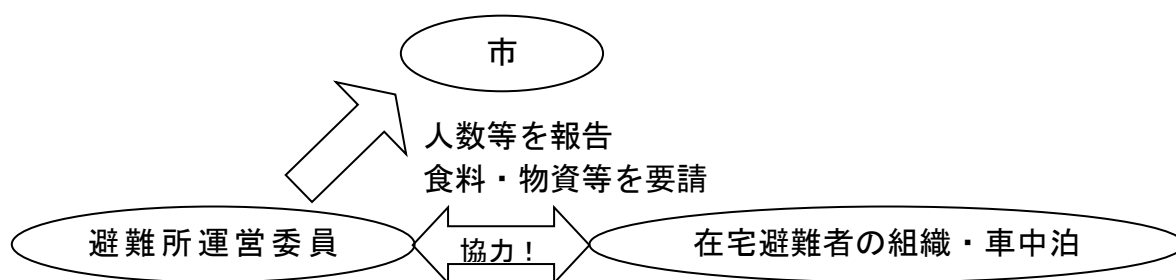 市
人数等を報告
食料・物資等を要請
避難所運営委員
協力！
在宅避難者の組織・車中泊